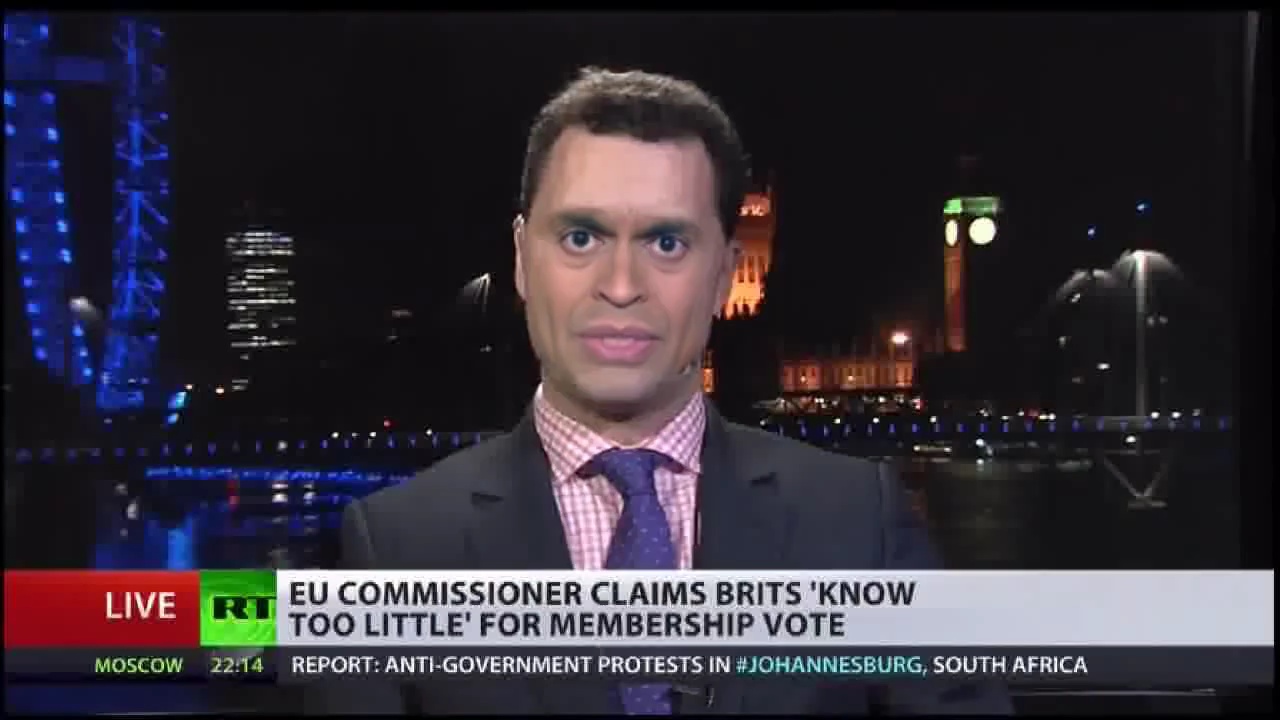 LIVE
RT
EU COMMISSIONER CLAIMS BRITS 'KNOW
TOO LITTLE' FOR MEMBERSHIP VOTE
MOSCOW 22:14
REPORT: ANTI-GOVERNMENT PROTESTS IN #JOHANNESBURG, SOUTH AFRICA